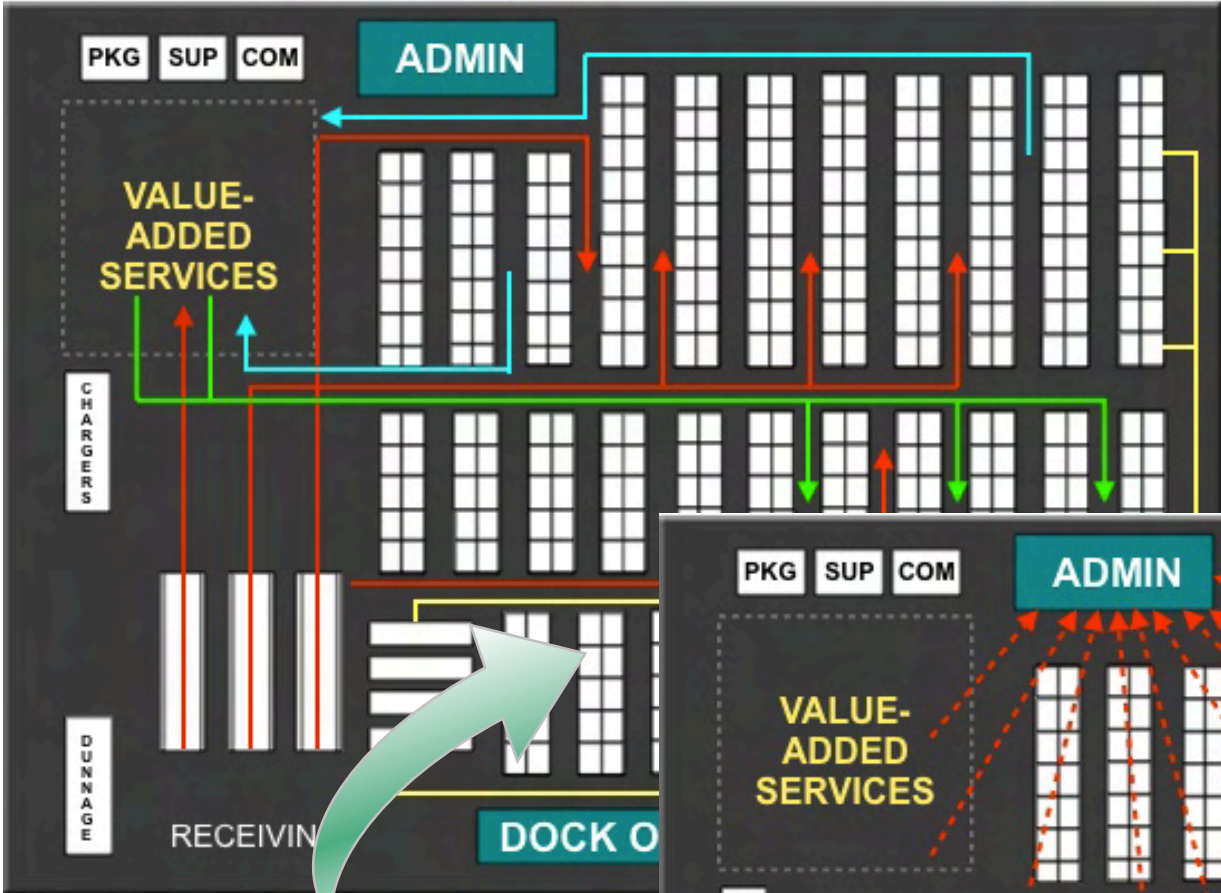 PKG SUP COM
ADMIN
VALUE-
ADDED
SERVICES
CHARGERS
DUNNAGE
RECEIVIN
DOCK O
PKG SUP COM
ADMIN
VALUE-
ADDED
SERVICES